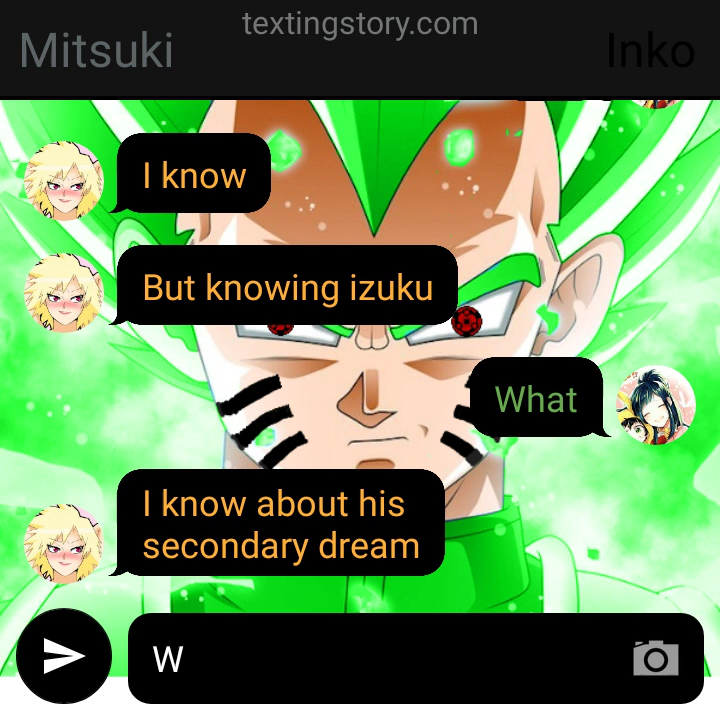 textingstory.com
Mitsuki
Inko
I know
But knowing izuku
What
I know about his
secondary dream
W